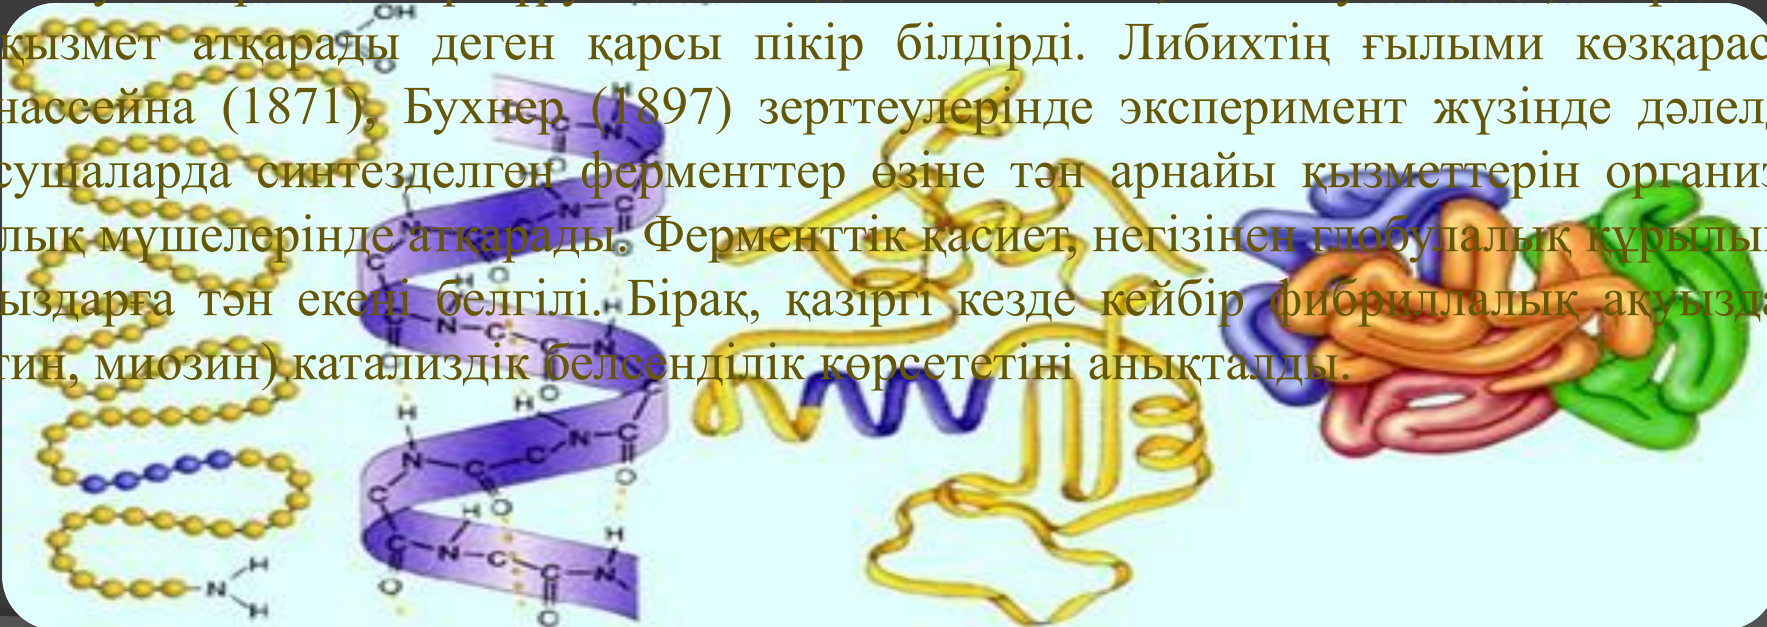 қызмет атқарады деген қарсы пікір білдірді. Либихтің ғылыми көзқарас
нассейна (1871), Бухнер (1897) зерттеулерінде эксперимент жүзінде дәлел
сушаларда синтезделген ферменттер өзіне тән арнайы қызметтерін организ
лық мүшелерінде атқарады. Ферменттік қасиет, негізінен глобулалық құрылы
ыздарға тән екені белгілі. Бірақ, қазіргі кезде кейбір фибриллалық ақуызда
тин, миозин) катализдік белсенділік көрсететіні анықталды.